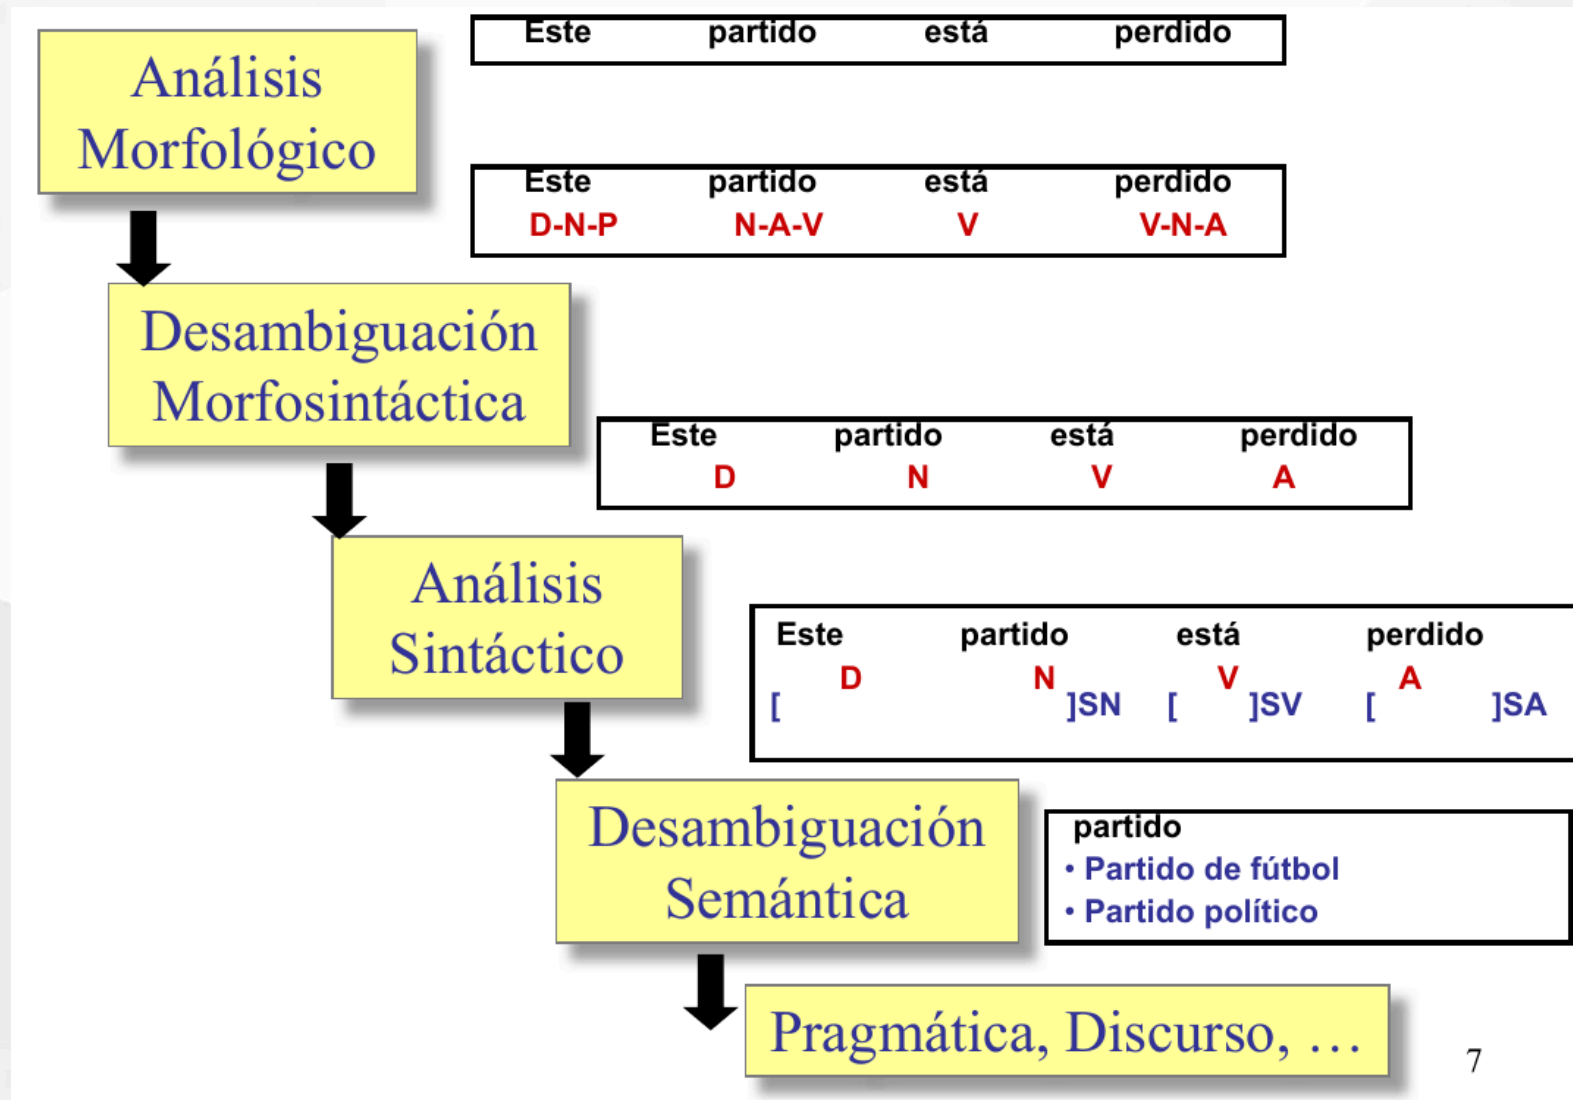 Este partido está perdido
Análisis
Morfológico
Este partido está perdido
D-N-P N-A-V V V-N-A
Desambiguación
Morfosintáctica
Este partido está perdido
D N V A
Análisis
Sintáctico
Este partido está perdido
D N V A
[ ]SN [ ]SV [ ]SA
Desambiguación
Semántica
partido
• Partido de fútbol
• Partido político
Pragmática, Discurso, …
7